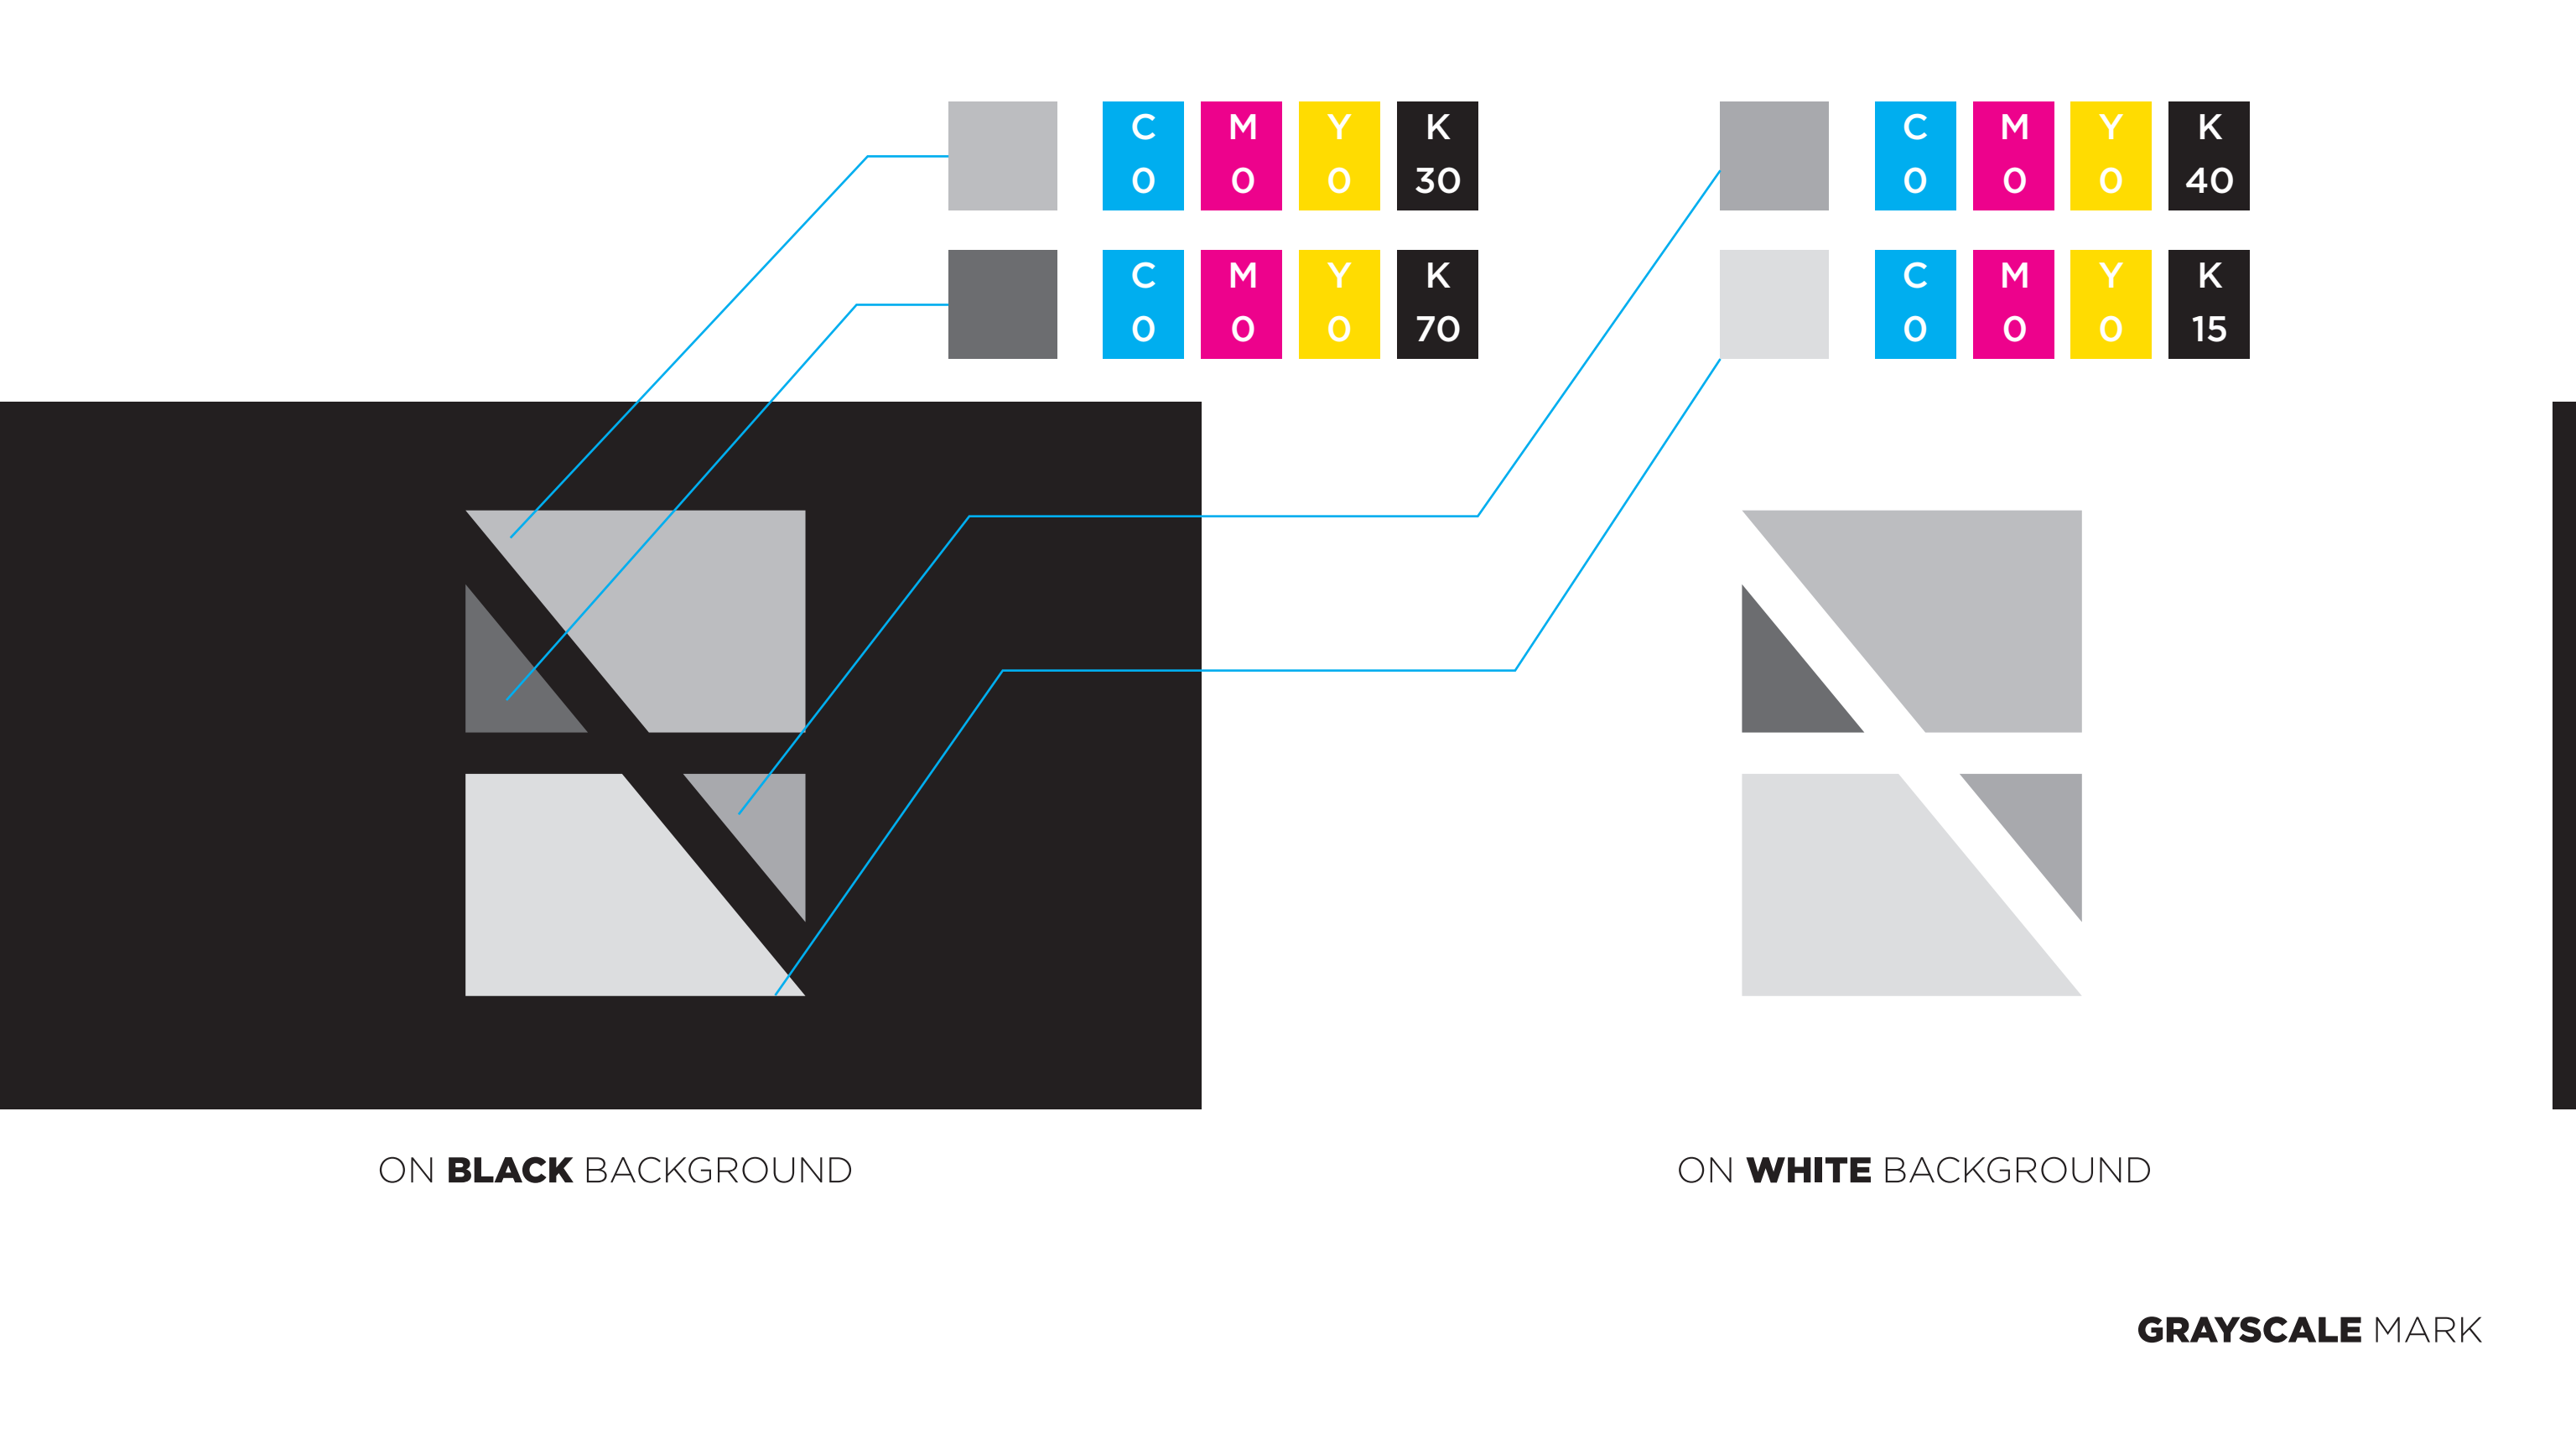 C M Y K C M Y K
0 0 0 30 0 0 0 40
C M Y K C M Y K
0 0 0 70 0 0 0 15
ON BLACK BACKGROUND
ON WHITE BACKGROUND
GRAYSCALE MARK